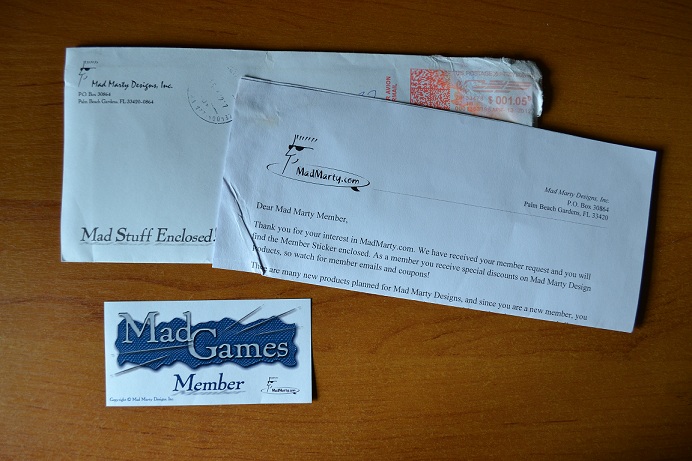 Mad Marty Designs, Inc.
P.O Box 30864
Palm Beach Gardens, FL 33420-0864
$ 001.05
Mad Stuff Enclosed!
MadMarty.com
Mad Marty Designs, Inc.
P.O. Box 30864
Palm Beach Gardens, FL 33420
Dear Mad Marty Member,
Thank you for your interest in MadMarty.com. We have received your member request and you will
find the Member Sticker enclosed. As a member you receive special discounts on Mad Marty Design
products, so watch for member emails and coupons!
There are many new products planned for Mad Marty Designs, and since you are a new member, you
Mad
Games
Member
MadMarty.com
Copyright © Mad Marty Designs Inc.